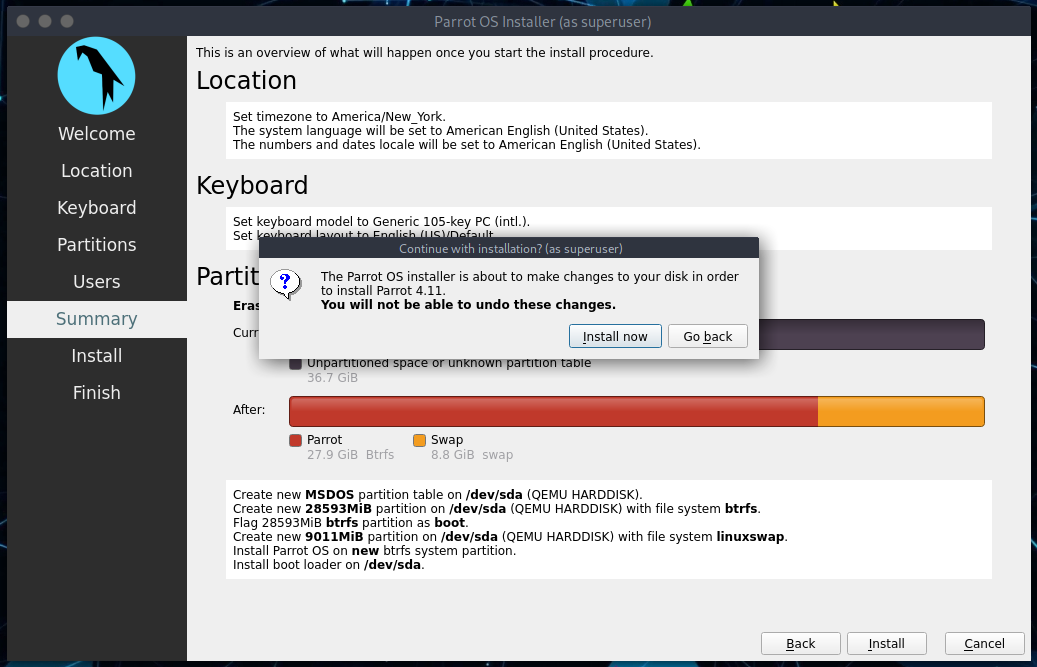 Parrot OS Installer (as superuser)
Welcome
Location
Keyboard
Partitions
Users
Summary
Install
Finish
This is an overview of what will happen once you start the install procedure.
Location
Set timezone to America/New_York.
The system language will be set to American English (United States).
The numbers and dates locale will be set to American English (United States).
Keyboard
Set keyboard model to Generic 105-key PC (intl.).
Set keyboard layout to English (US)/Default.
Continue with installation? (as superuser)
The Parrot OS installer is about to make changes to your disk in order
to install Parrot 4.11.
You will not be able to undo these changes.
Install now
Go back
Partit
Eras
Curr
Unpartitioned space or unknown partition table
36.7 GiB
After:
Parrot
27.9 GiB Btrfs
Swap
8.8 GiB swap
Create new MSDOS partition table on /dev/sda (QEMU HARDDISK).
Create new 28593MiB partition on /dev/sda (QEMU HARDDISK) with file system btrfs.
Flag 28593MiB btrfs partition as boot.
Create new 9011MiB partition on /dev/sda (QEMU HARDDISK) with file system linuxswap.
Install Parrot OS on new btrfs system partition.
Install boot loader on /dev/sda.
Back
Install
Cancel